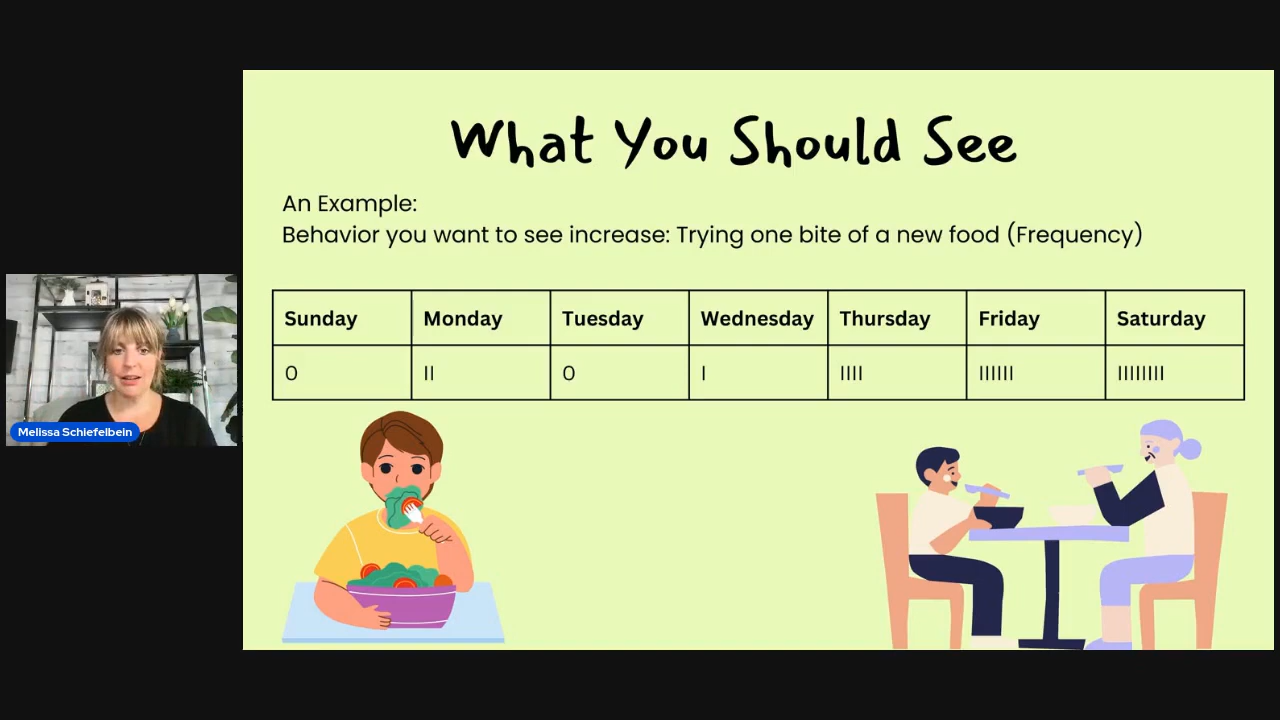 What You Should See
An Example:
Behavior you want to see increase: Trying one bite of a new food (Frequency)
Sunday Monday Tuesday Wednesday Thursday Friday Saturday
0 II 0 I IIII IIIIII IIIIIIII
Melissa Schiefelbein